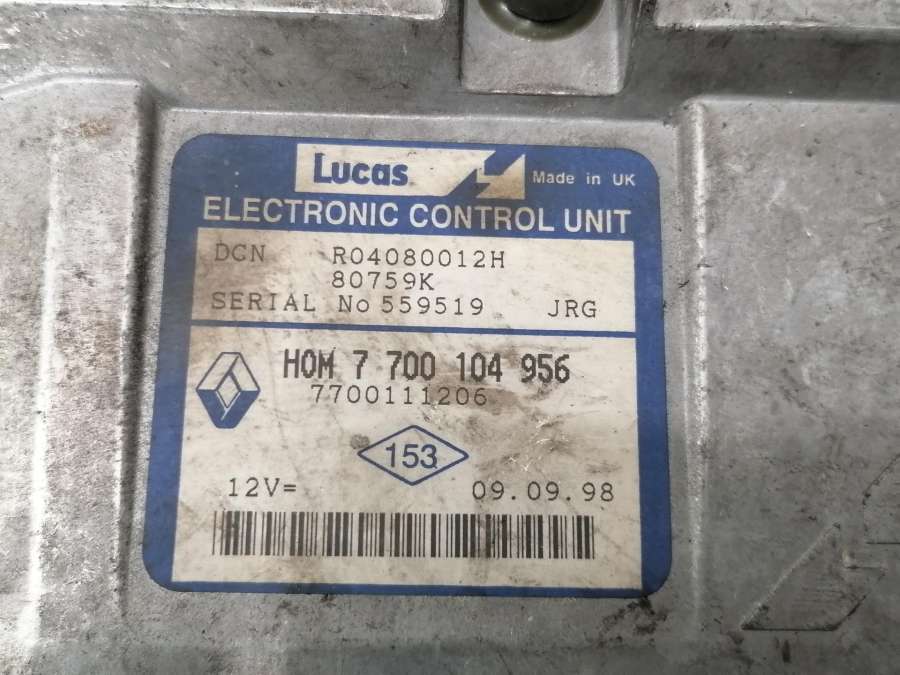 Lucas
Made in UK
ELECTRONIC CONTROL UNIT
DCN R04080012H
80759K
SERIAL No 559519 JRG
HOM 7 700 104 956
7700111206
153
12V=
09.09.98